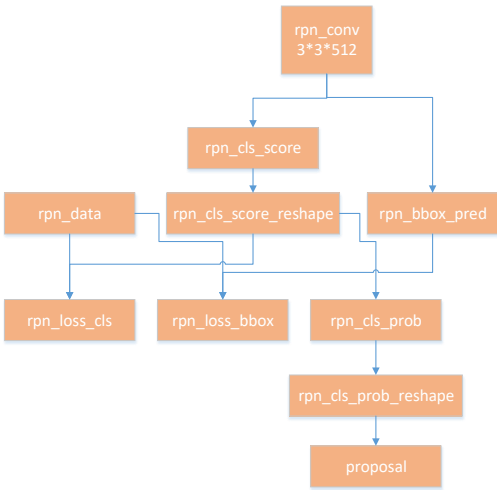 rpn_conv
3*3*512
rpn_cls_score
rpn_data
rpn_cls_score_reshape
rpn_bbox_pred
rpn_loss_cls
rpn_loss_bbox
rpn_cls_prob
rpn_cls_prob_reshape
proposal